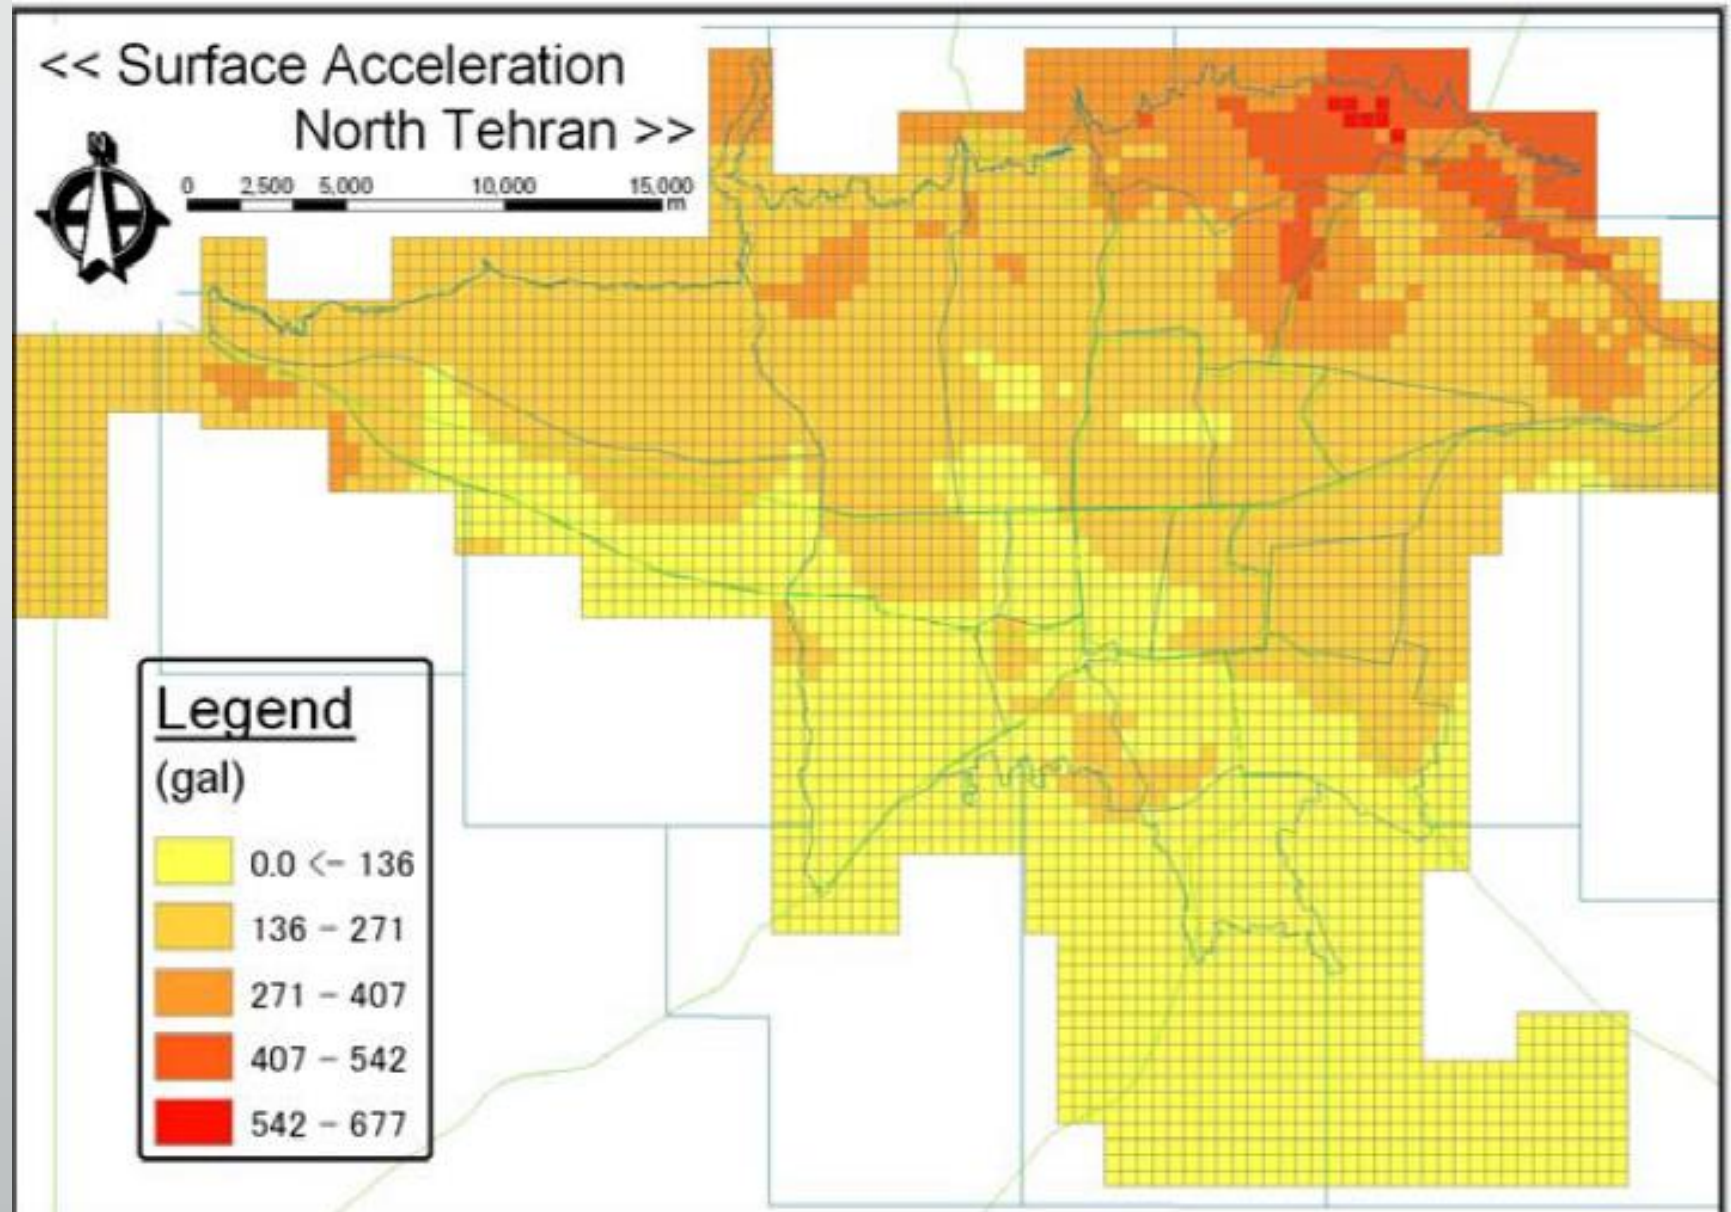 << Surface Acceleration
North Tehran >>
N
0 2,500 5,000 10,000 15,000
m
Legend
(gal)
0.0 <- 136
136 - 271
271 - 407
407 - 542
542 - 677